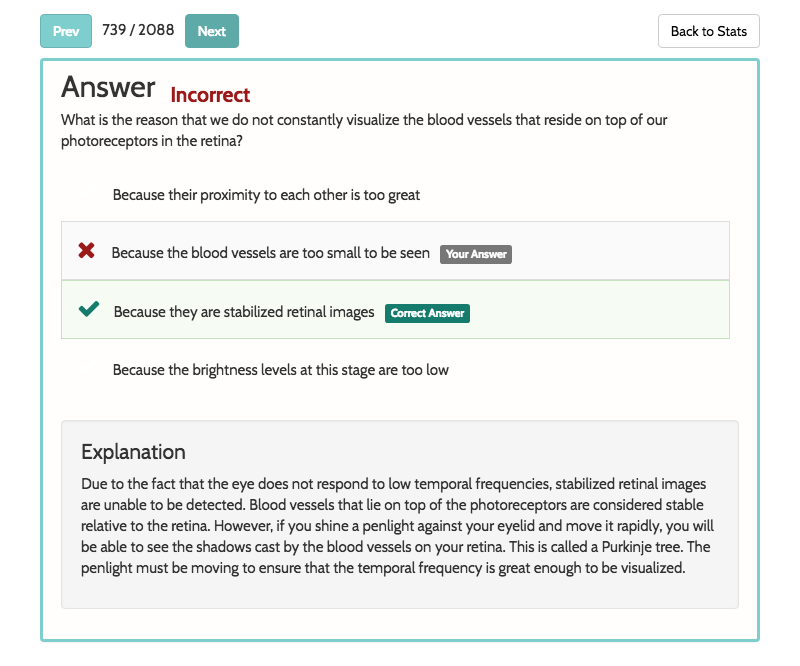 Prev 739 / 2088 Next Back to Stats
Answer Incorrect
What is the reason that we do not constantly visualize the blood vessels that reside on top of our
photoreceptors in the retina?
Because their proximity to each other is too great
Because the blood vessels are too small to be seen Your Answer
Because they are stabilized retinal images Correct Answer
Because the brightness levels at this stage are too low
Explanation
Due to the fact that the eye does not respond to low temporal frequencies, stabilized retinal images
are unable to be detected. Blood vessels that lie on top of the photoreceptors are considered stable
relative to the retina. However, if you shine a penlight against your eyelid and move it rapidly, you will
be able to see the shadows cast by the blood vessels on your retina. This is called a Purkinje tree. The
penlight must be moving to ensure that the temporal frequency is great enough to be visualized.